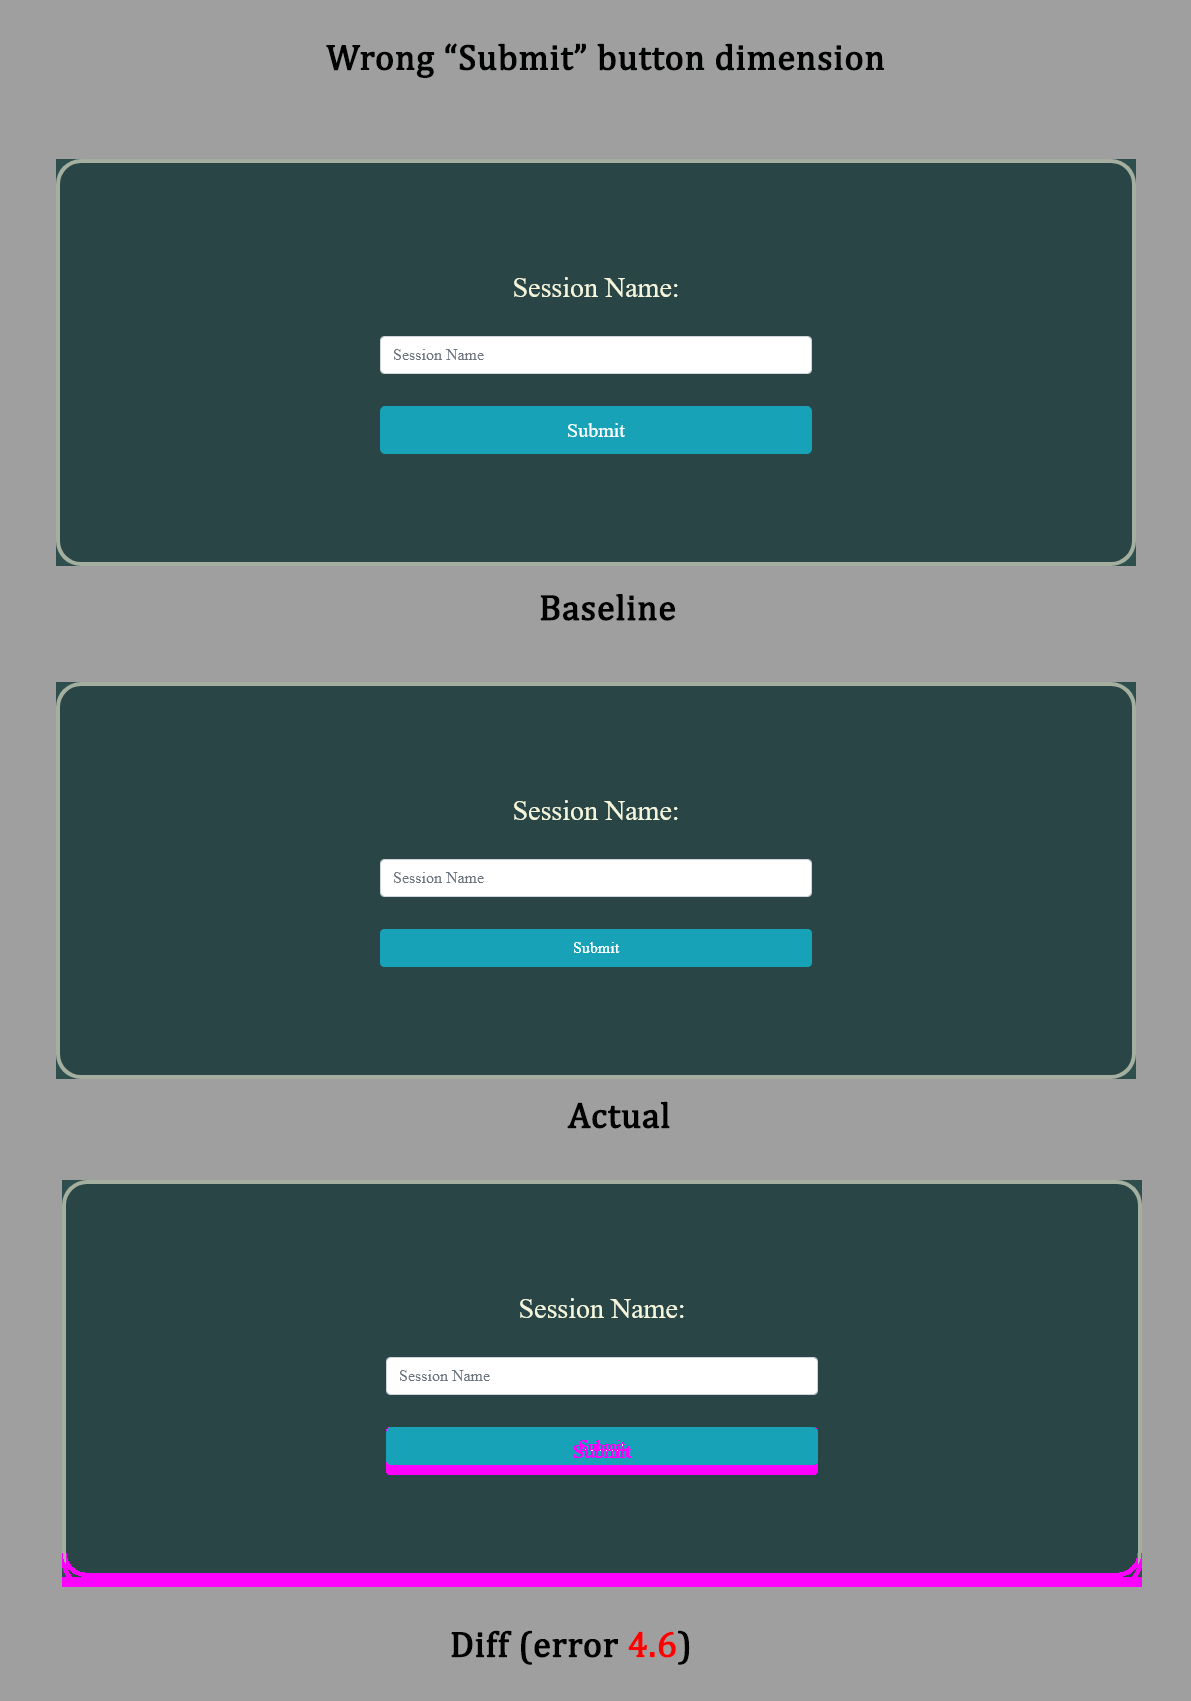 Wrong “Submit” button dimension
Session Name:
Session Name
Submit
Baseline
Session Name:
Session Name
Submit
Actual
Session Name:
Session Name
Diff (error 4.6)